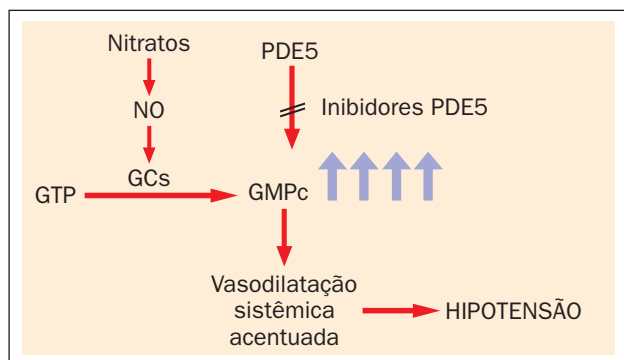 Nitratos
PDE5
NO
Inibidores PDE5
GCs
GTP
GMPc
Vasodilatação
sistêmica
acentuada
HIPOTENSÃO